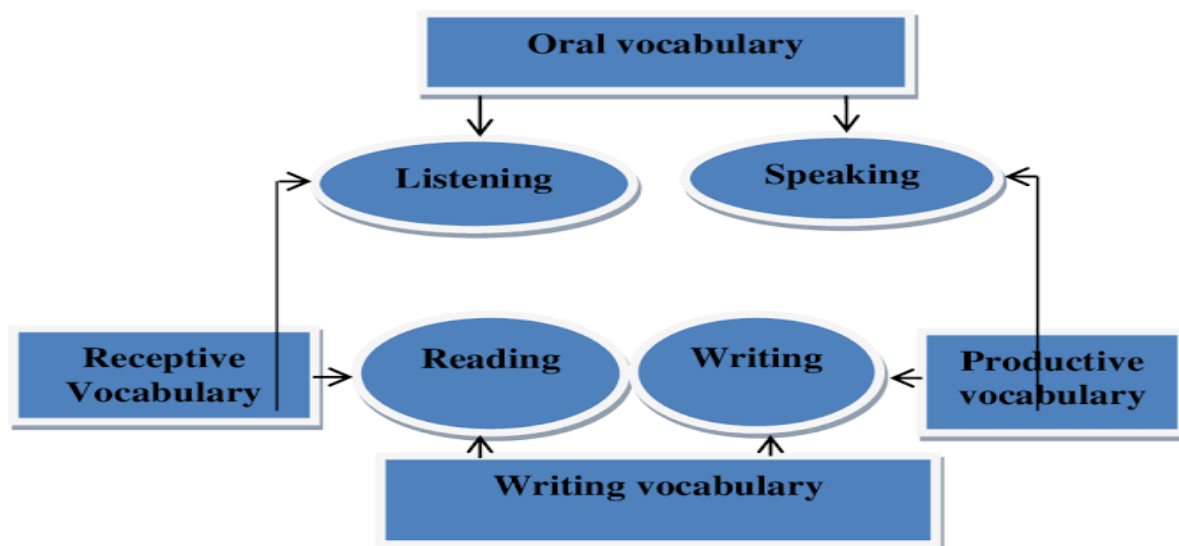 Oral vocabulary
Listening
Speaking
Receptive
Vocabulary
Reading
Writing
Productive
vocabulary
Writing vocabulary